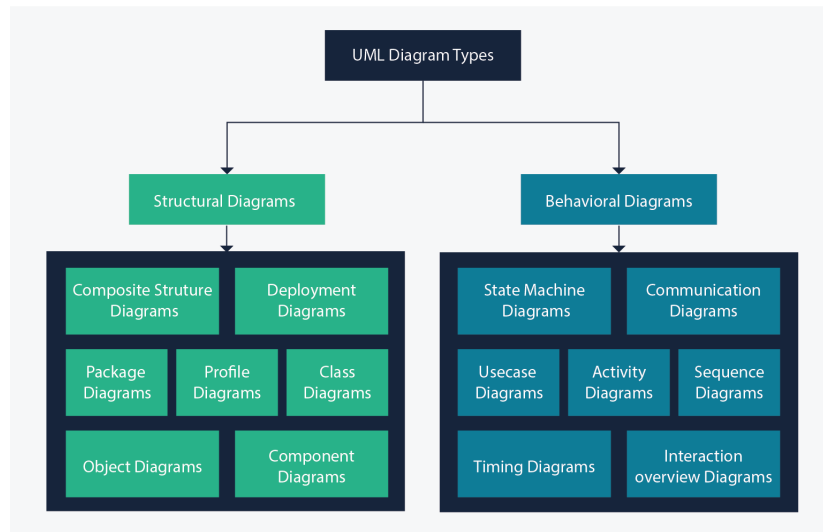 UML Diagram Types
Structural Diagrams
Behavioral Diagrams
Composite Struture
Diagrams
Deployment
Diagrams
Package
Diagrams
Profile
Diagrams
Class
Diagrams
Object Diagrams
Component
Diagrams
State Machine
Diagrams
Communication
Diagrams
Usecase
Diagrams
Activity
Diagrams
Sequence
Diagrams
Timing Diagrams
Interaction
overview Diagrams